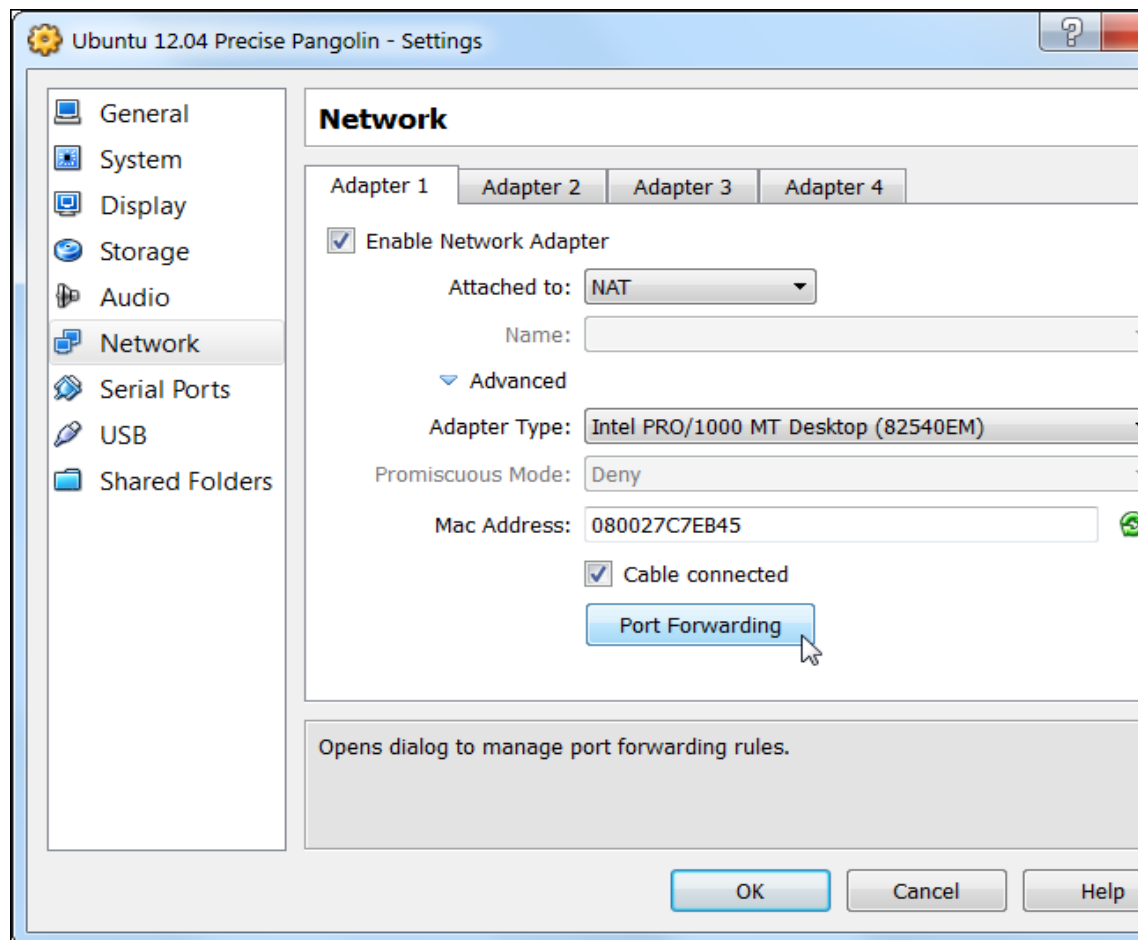 Ubuntu 12.04 Precise Pangolin - Settings
?
General
System
Display
Storage
Audio
Network
Serial Ports
USB
Shared Folders
Network
Adapter 1 Adapter 2 Adapter 3 Adapter 4
Enable Network Adapter
Attached to: NAT
Name:
Advanced
Adapter Type: Intel PRO/1000 MT Desktop (82540EM)
Promiscuous Mode: Deny
Mac Address: 080027C7EB45
Cable connected
Port Forwarding
Opens dialog to manage port forwarding rules.
OK Cancel Help